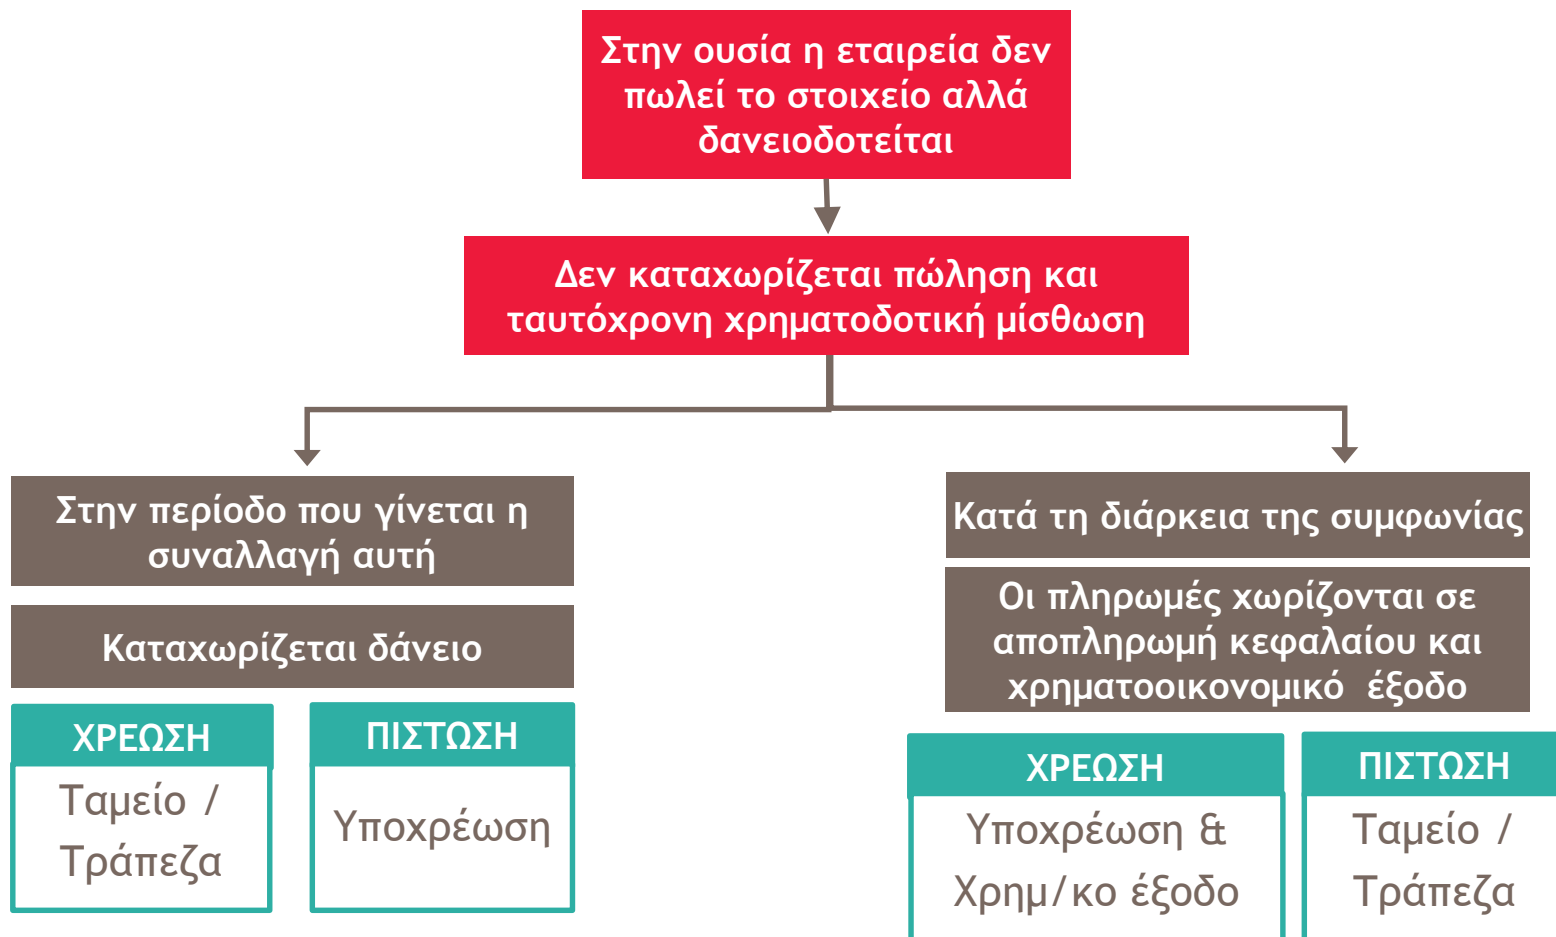 Στην ουσία η εταιρεία δεν
πωλεί το στοιχείο αλλά
δανειοδοτείται
Δεν καταχωρίζεται πώληση και
ταυτόχρονη χρηματοδοτική μίσθωση
Στην περίοδο που γίνεται η
συναλλαγή αυτή
Καταχωρίζεται δάνειο
ΧΡΕΩΣΗ
Ταμείο /
Τράπεζα
ΠΙΣΤΩΣΗ
Υποχρέωση
Κατά τη διάρκεια της συμφωνίας
Οι πληρωμές χωρίζονται σε
αποπληρωμή κεφαλαίου και
χρηματοοικονομικό έξοδο
ΧΡΕΩΣΗ
Υποχρέωση &
Χρημ/κο έξοδο
ΠΙΣΤΩΣΗ
Ταμείο /
Τράπεζα